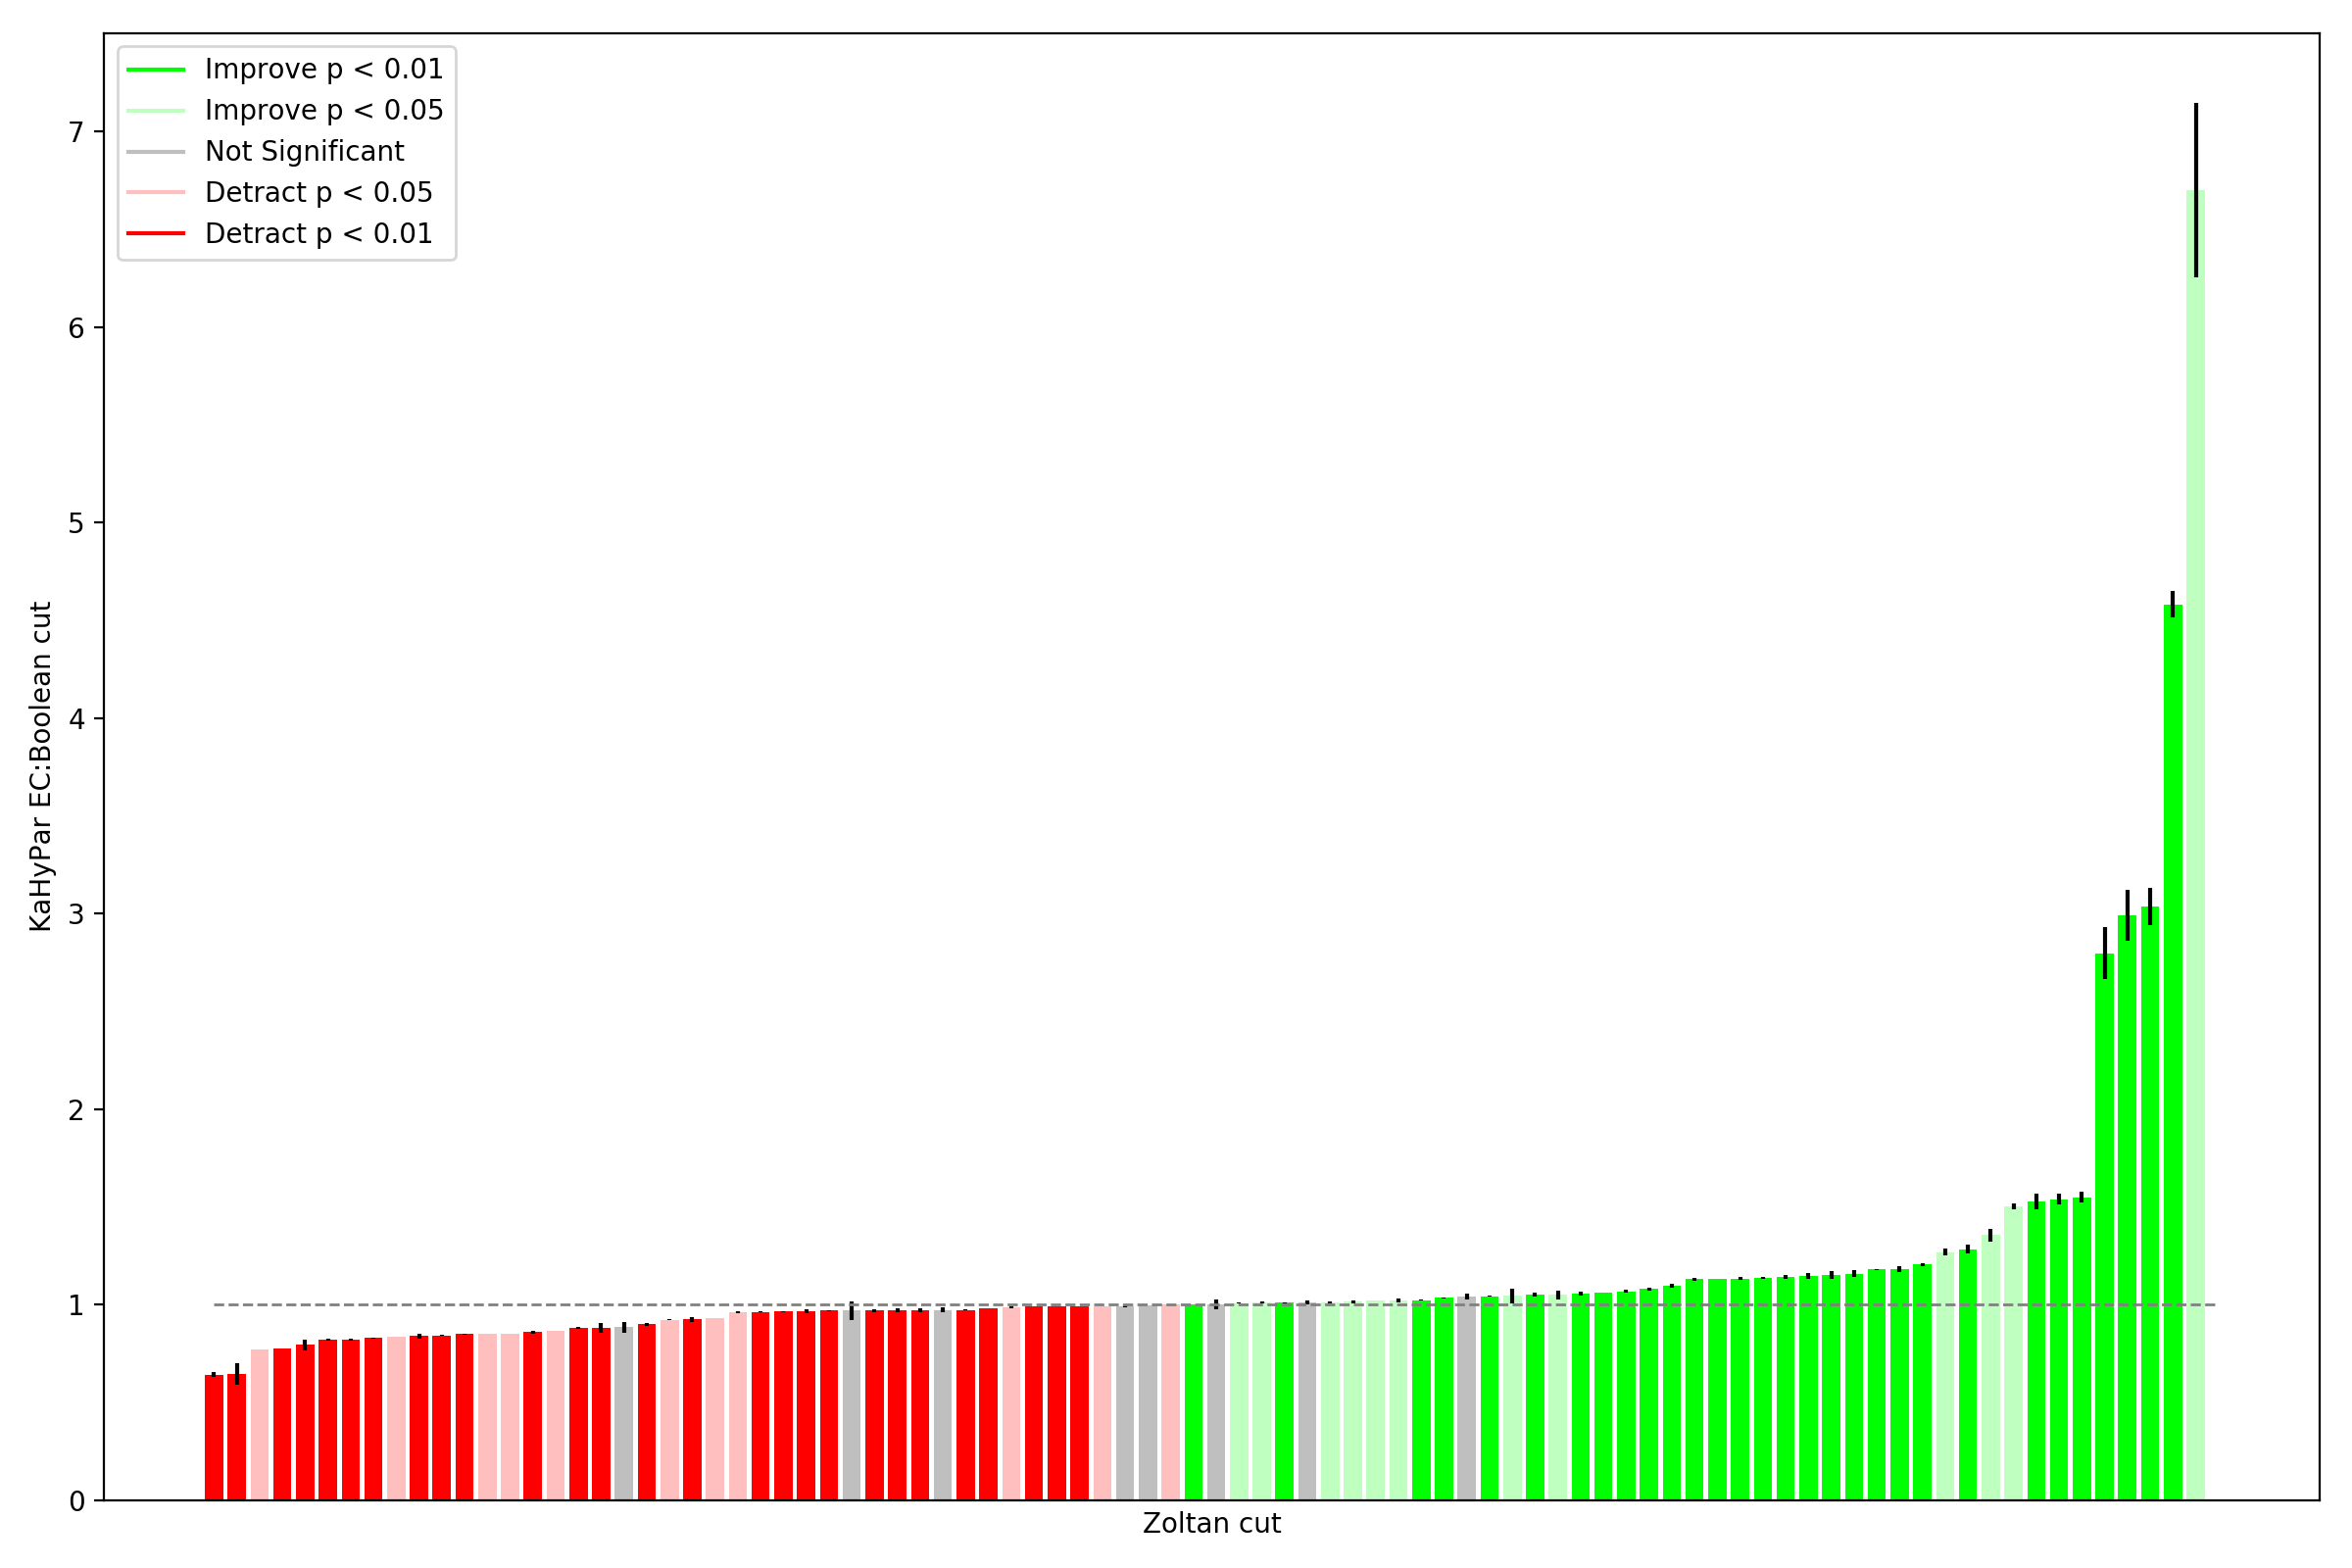 Improve p < 0.01
Improve p < 0.05
Not Significant
Detract p < 0.05
Detract p < 0.01
7
6
5
4
3
2
1
0
KaHyPar EC:Boolean cut
Zoltan cut